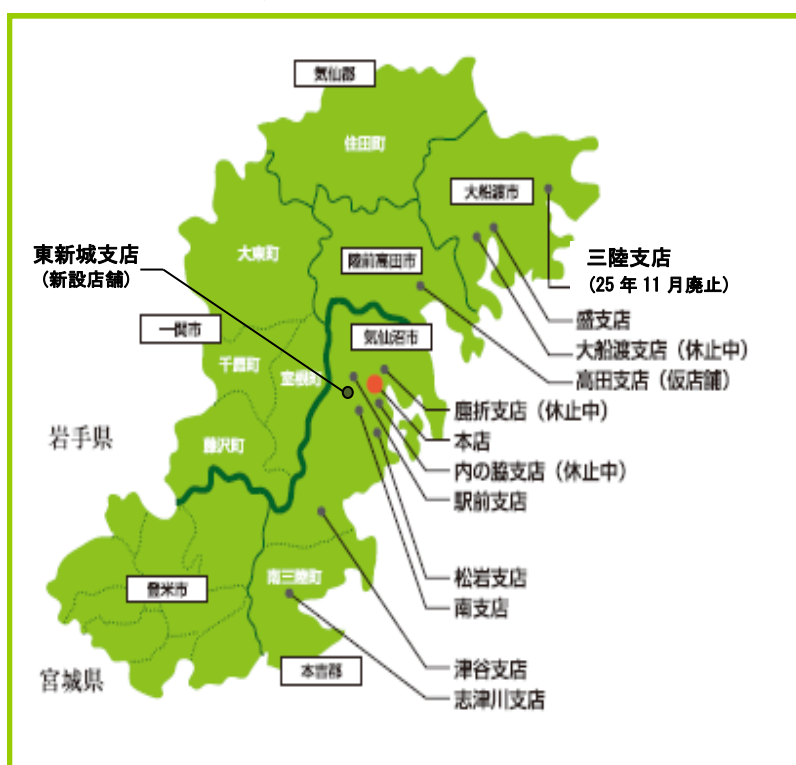 気仙郡
住田町
大船渡市
大東町
東新城支店
(新設店舗)
陸前高田市
三陸支店
(25 年 11 月廃止)
盛支店
大船渡支店（休止中）
高田支店（仮店舗）
一関市
気仙沼市
千厩町
室根町
鹿折支店（休止中）
本店
内の脇支店（休止中）
駅前支店
岩手県
藤沢町
松岩支店
南支店
南三陸町
登米市
津谷支店
志津川支店
本吉郡
宮城県